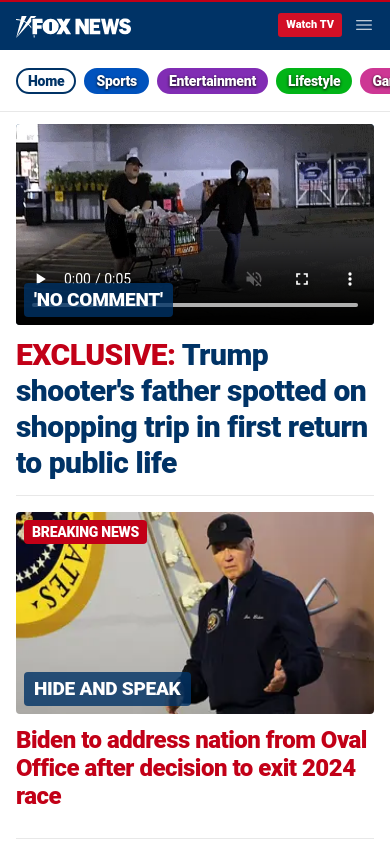 FOX NEWS
Watch TV
Home Sports Entertainment Lifestyle Ga
0:00 / 0:05
'NO COMMENT'
EXCLUSIVE: Trump
shooter's father spotted on
shopping trip in first return
to public life
STATES
BREAKING NEWS
HIDE AND SPEAK
Biden to address nation from Oval
Office after decision to exit 2024
race